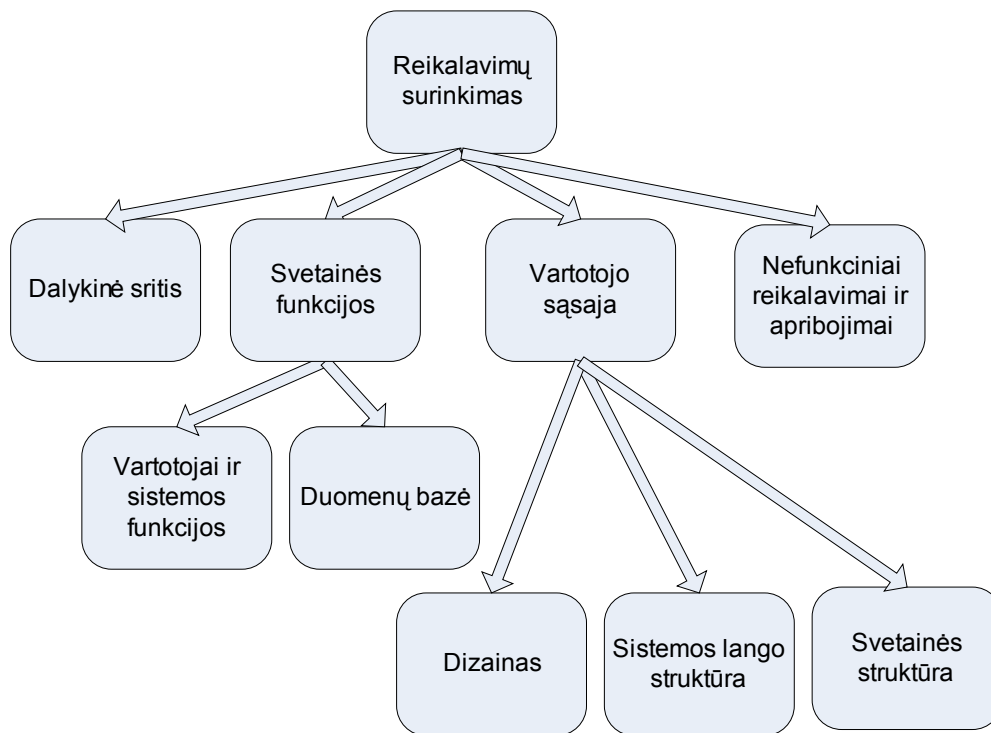 Reikalavimų
surinkimas
Dalykinė sritis
Svetainės
funkcijos
Vartotojo
sąsaja
Nefunkciniai
reikalavimai ir
apribojimai
Vartotojai ir
sistemos
funkcijos
Duomenų bazė
Dizainas
Sistemos lango
struktūra
Svetainės
struktūra